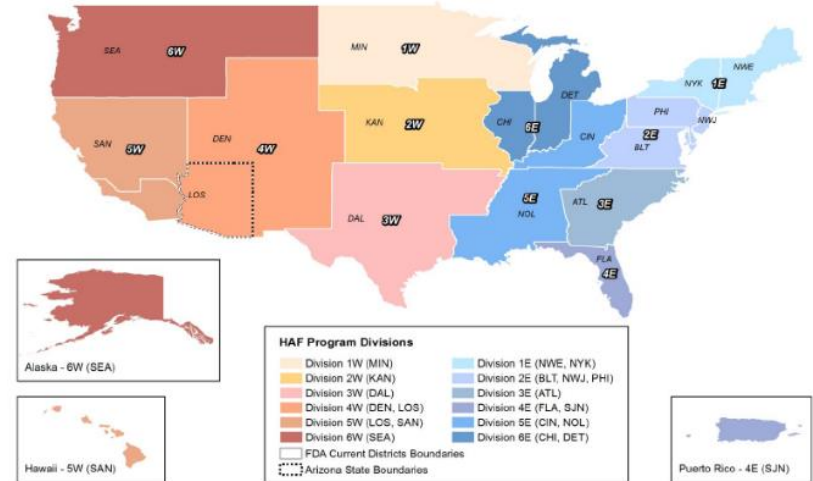 SEA 6W
MIN 1W
NYK 1E NWE
DET
CHI 6E
PHI
NWJ
KAN 2W
CIN
2E
BLT
SAN 5W
DEN 4W
LOS
5E
NOL
ATL 3E
DAL 3W
FLA
4E
Alaska - 6W (SEA)
Hawaii - 5W (SAN)
HAF Program Divisions
Division 1W (MIN)
Division 2W (KAN)
Division 3W (DAL)
Division 4W (DEN, LOS)
Division 5W (LOS, SAN)
Division 6W (SEA)
FDA Current Districts Boundaries
Arizona State Boundaries
Division 1E (NWE, NYK)
Division 2E (BLT, NWJ, PHI)
Division 3E (ATL)
Division 4E (FLA, SJN)
Division 5E (CIN, NOL)
Division 6E (CHI, DET)
Puerto Rico - 4E (SJN)